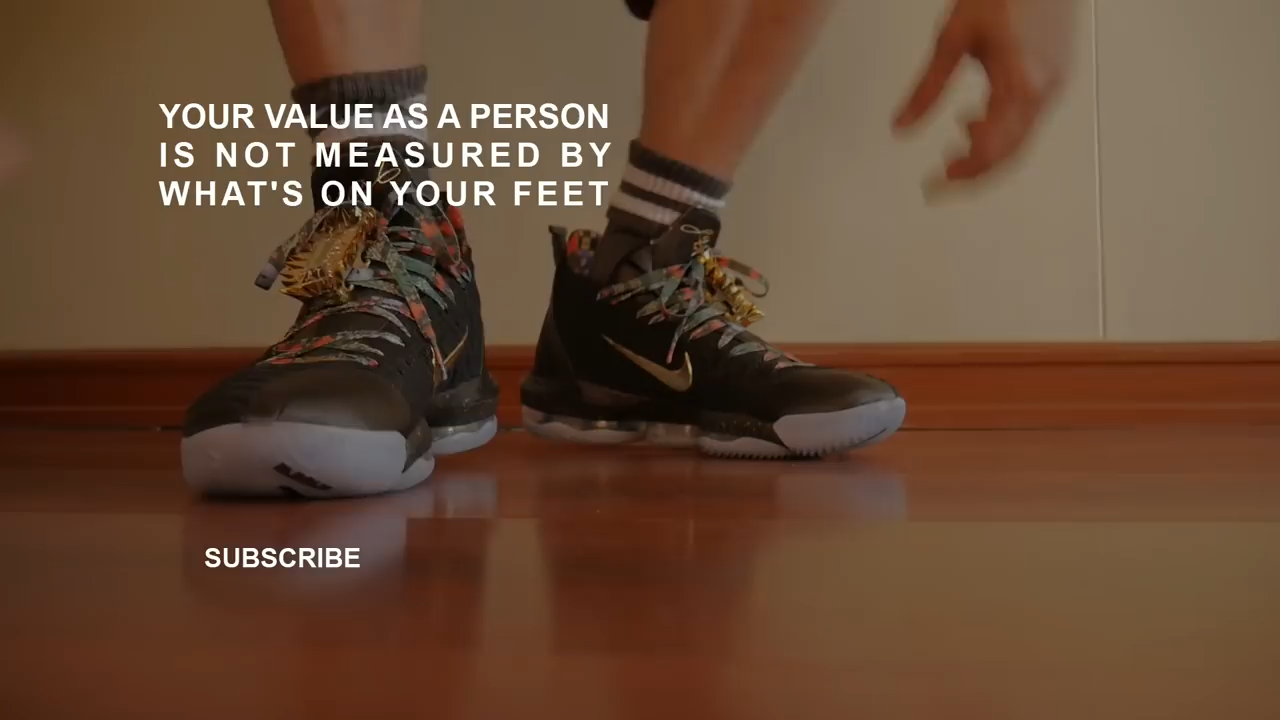 YOUR VALUE AS A PERSON
IS NOT MEASURED BY
WHAT'S ON YOUR FEET
SUBSCRIBE